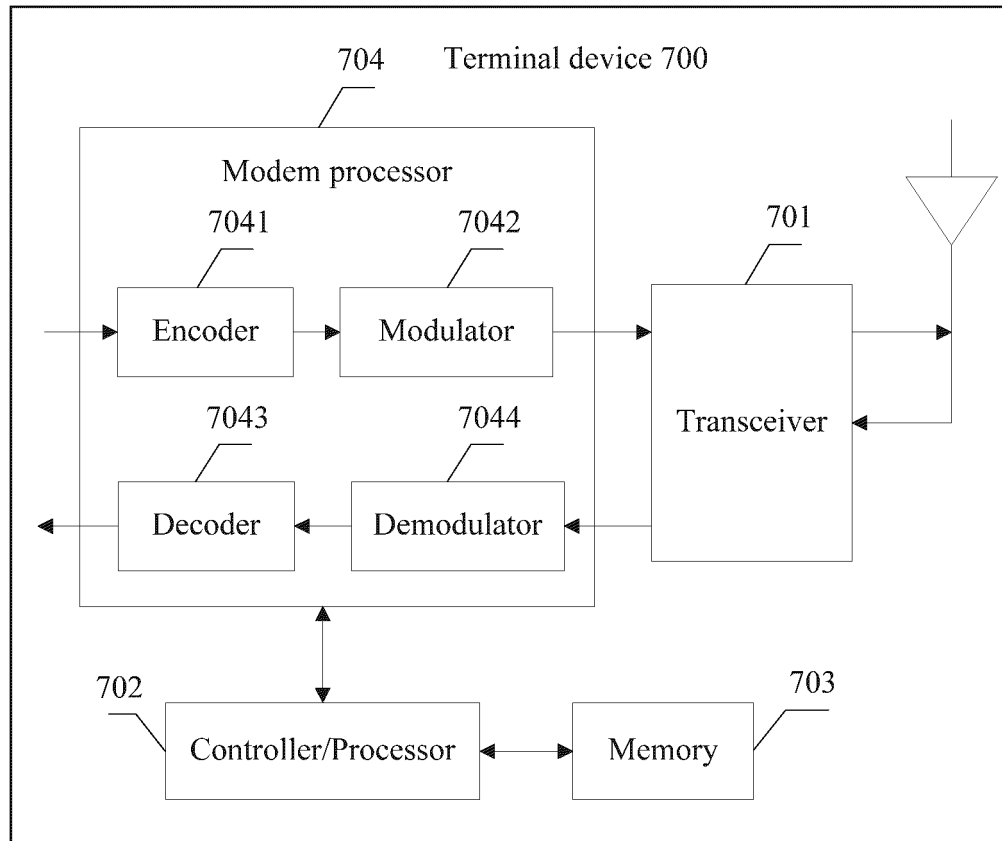 704
Terminal device 700
Modem processor
7041
7042
701
Encoder
Modulator
Transceiver
7043
7044
Decoder
Demodulator
702
703
Controller/Processor
Memory